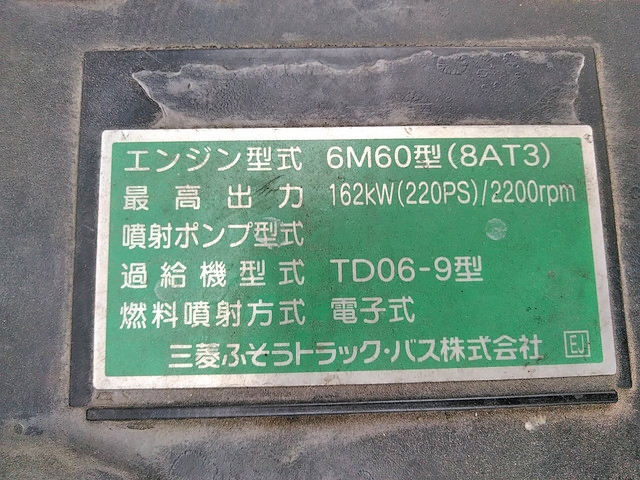 エンジン型式 6M60型(8AT3)
最高出力 162kW(220PS)/2200rpm
噴射ポンプ型式
過給機型式 TD06-9型
燃料噴射方式 電子式
三菱ふそうトラック・バス株式会社 EJ